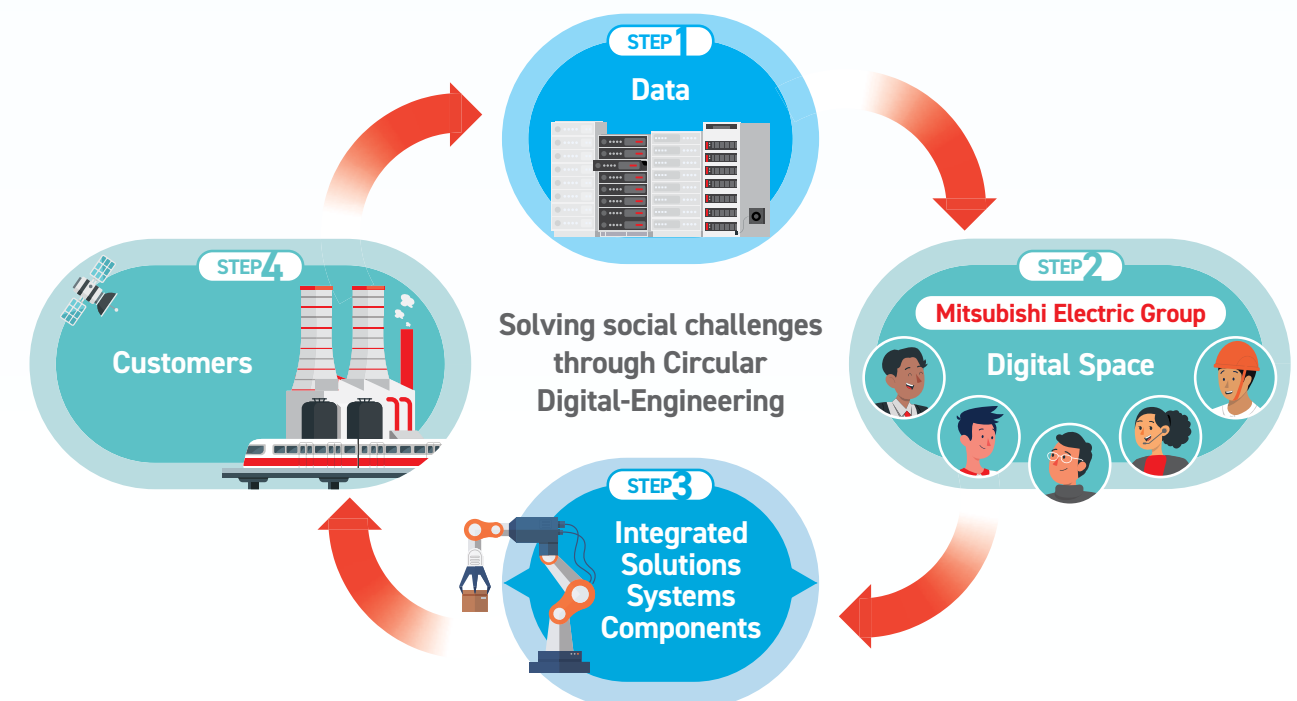 STEP1
Data
STEP2
Mitsubishi Electric Group
Digital Space
STEP3
Integrated
Solutions
Systems
Components
STEP4
Customers
Solving social challenges
through Circular
Digital-Engineering